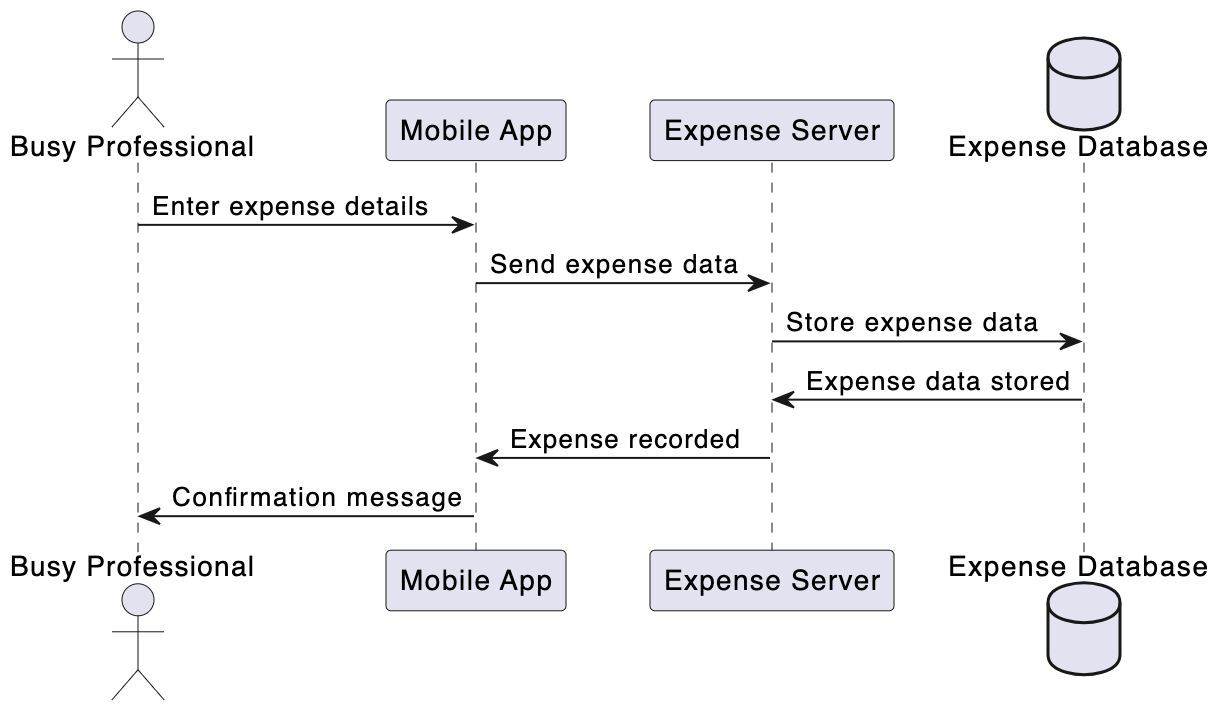 Busy Professional
Mobile App
Expense Server
Expense Database
Enter expense details
Send expense data
Store expense data
Expense data stored
Expense recorded
Confirmation message
Busy Professional
Mobile App
Expense Server
Expense Database